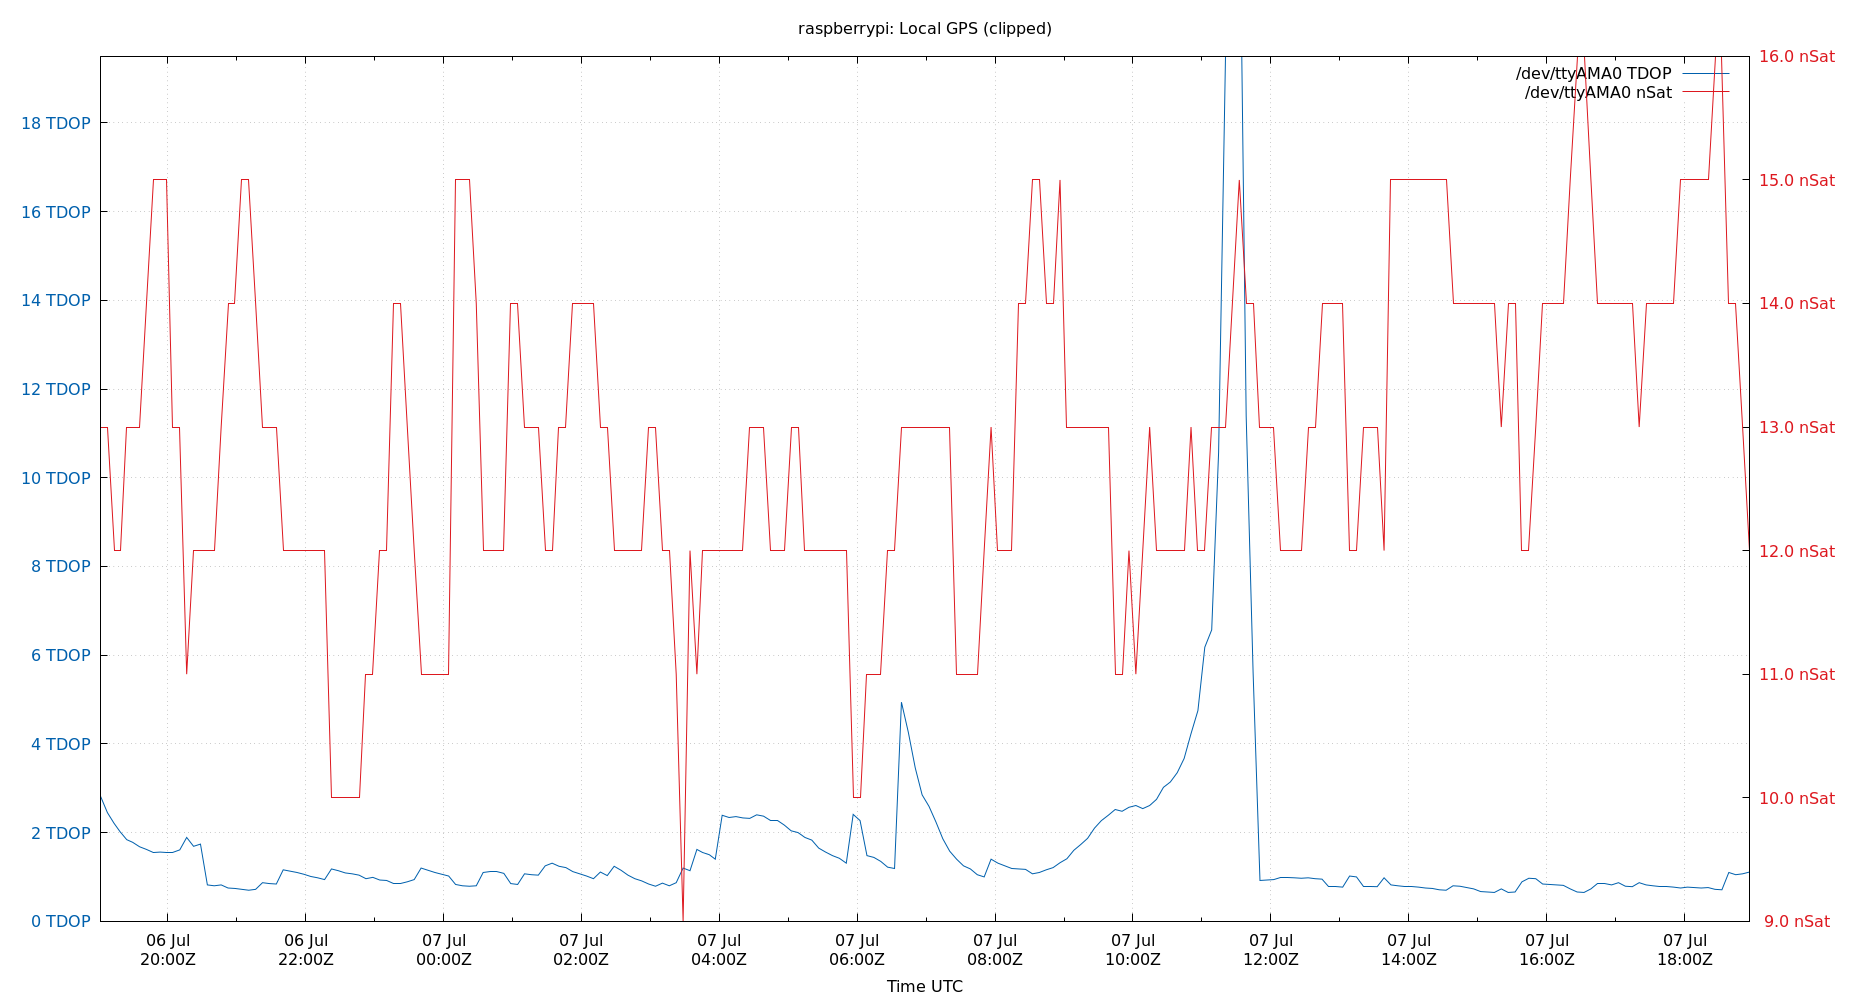 raspberrypi: Local GPS (clipped)
16.0 nSat
/dev/ttyAMA0 TDOP
/dev/ttyAMA0 nSat
18 TDOP
15.0 nSat
16 TDOP
14 TDOP
14.0 nSat
12 TDOP
13.0 nSat
10 TDOP
12.0 nSat
8 TDOP
6 TDOP
11.0 nSat
4 TDOP
10.0 nSat
2 TDOP
0 TDOP
9.0 nSat
06 Jul 06 Jul 07 Jul 07 Jul 07 Jul 07 Jul 07 Jul 07 Jul 07 Jul 07 Jul 07 Jul 07 Jul
20:00Z 22:00Z 00:00Z 02:00Z 04:00Z 06:00Z 08:00Z 10:00Z 12:00Z 14:00Z 16:00Z 18:00Z
Time UTC